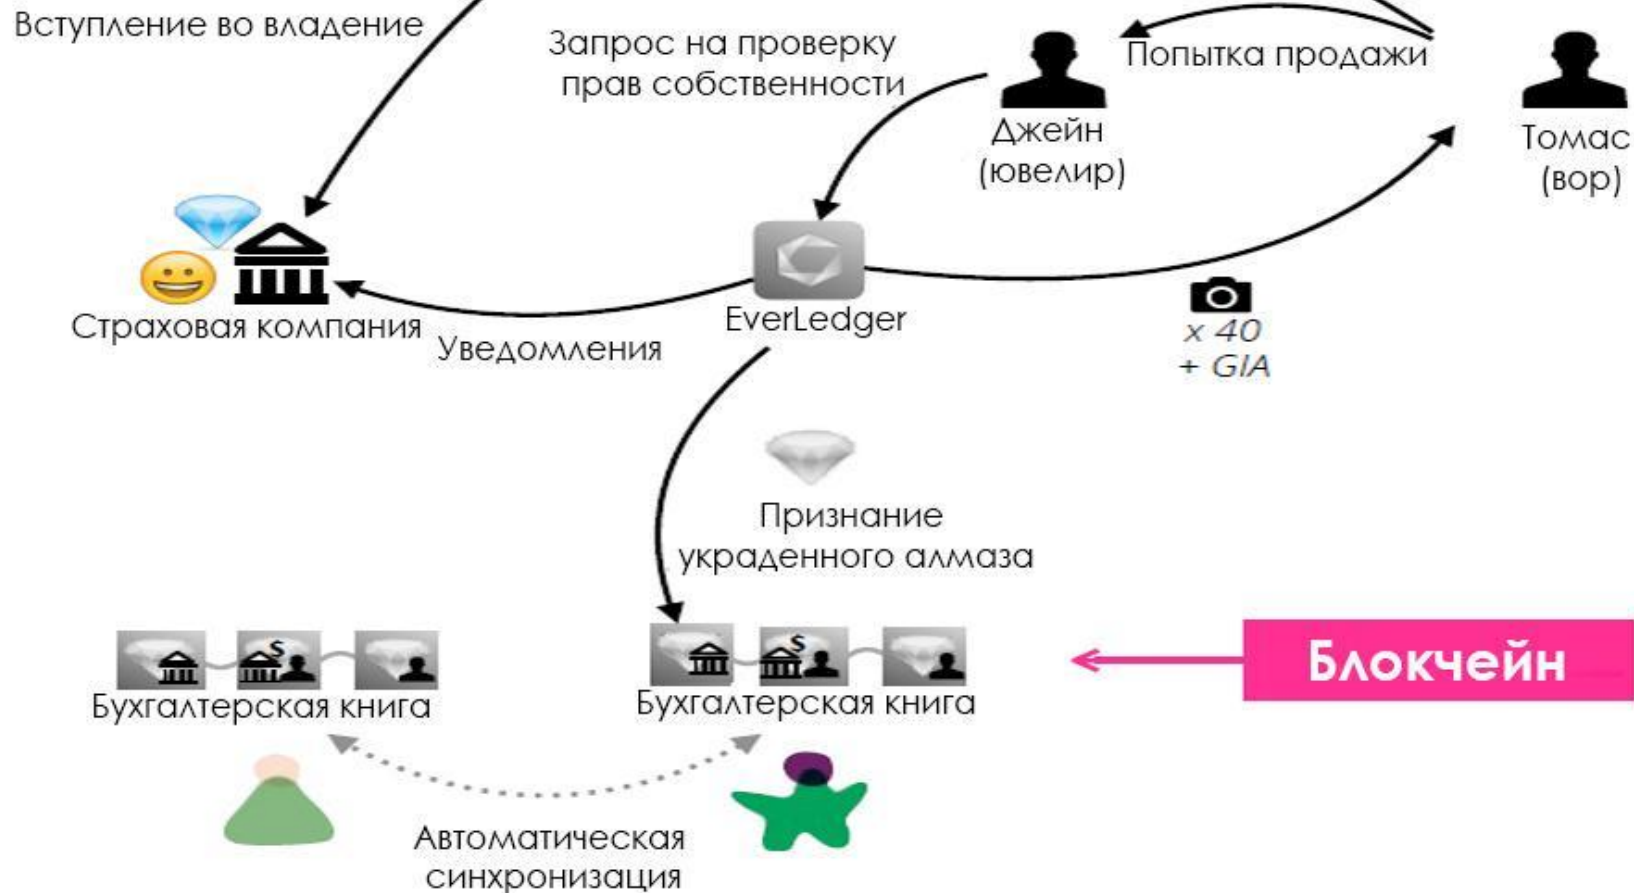 Вступление во владение
Запрос на проверку
прав собственности
Попытка продажи
Джейн
(ювелир)
Томас
(вор)
Страховая компания
Уведомления
EverLedger
x 40
+ GIA
Признание
украденного алмаза
$
$
Бухгалтерская книга
Бухгалтерская книга
Блокчейн
Автоматическая
синхронизация